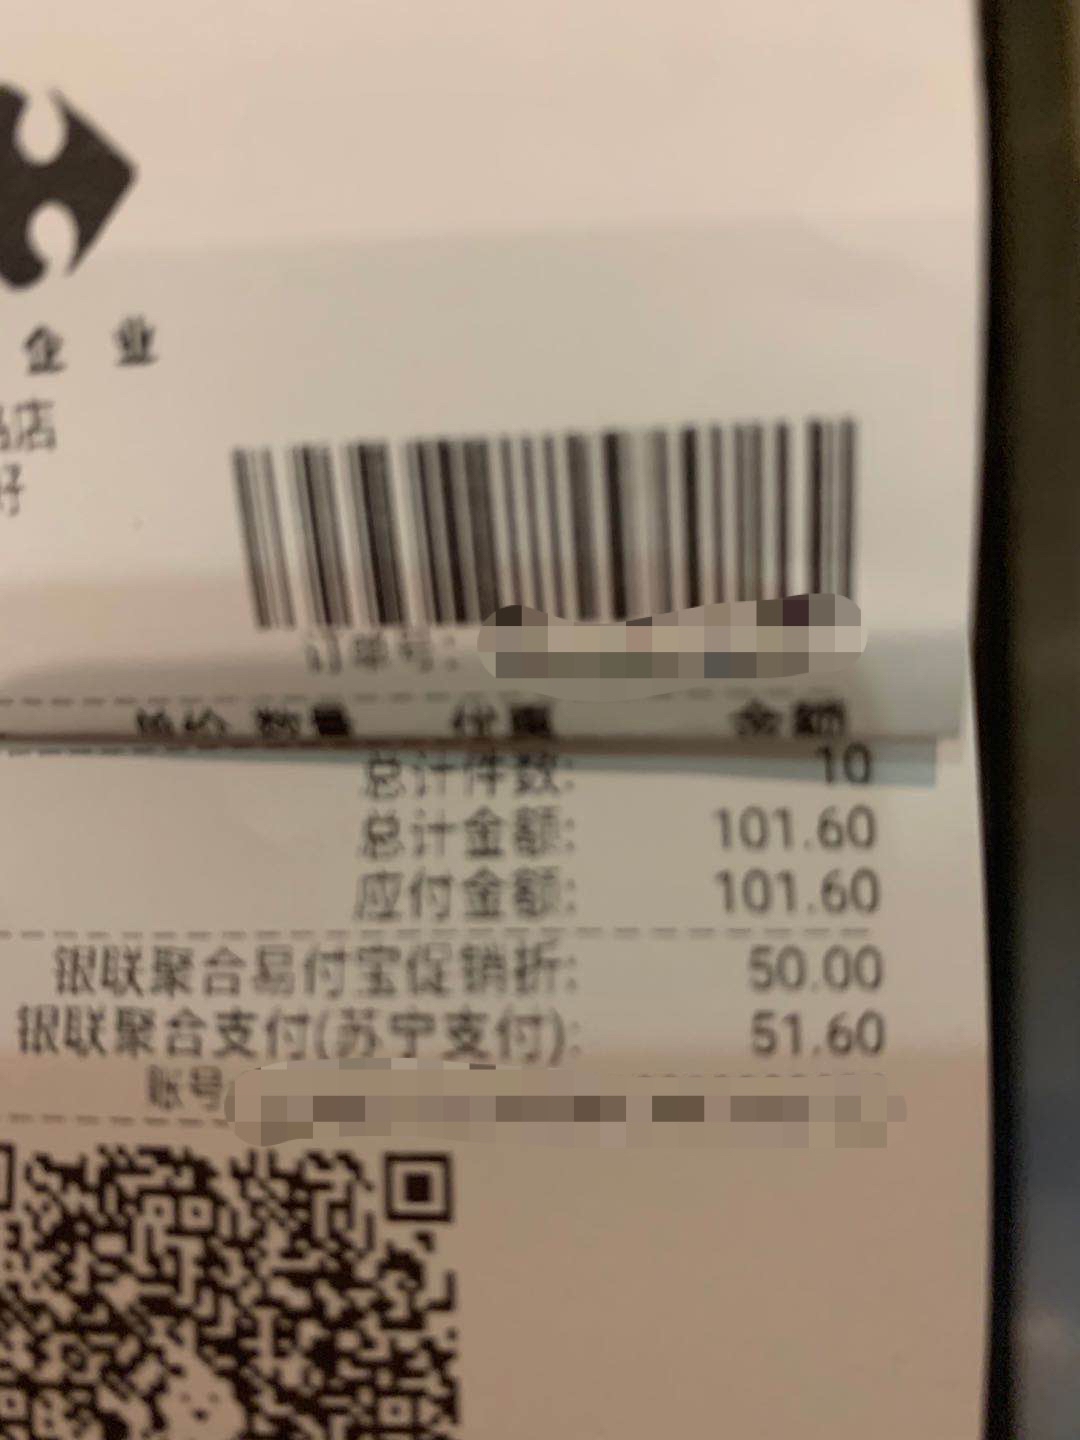 企业
品店
好
订单号:
单价 数量 优惠 金额
总计件数: 10
总计金额: 101.60
应付金额: 101.60
银联聚合易付宝促销折: 50.00
银联聚合支付(苏宁支付): 51.60
账号